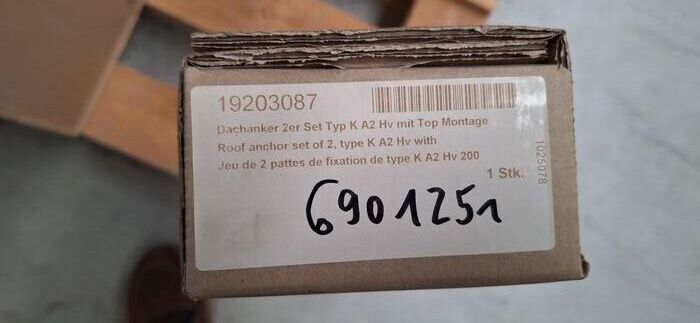 19203087
Dachanker 2er Set Typ K A2 Hv mit Top Montage
Roof anchor set of 2, type K A2 Hv with
Jeu de 2 pattes de fixation de type K A2 Hv 200
1 Stk.
1025078
6901251